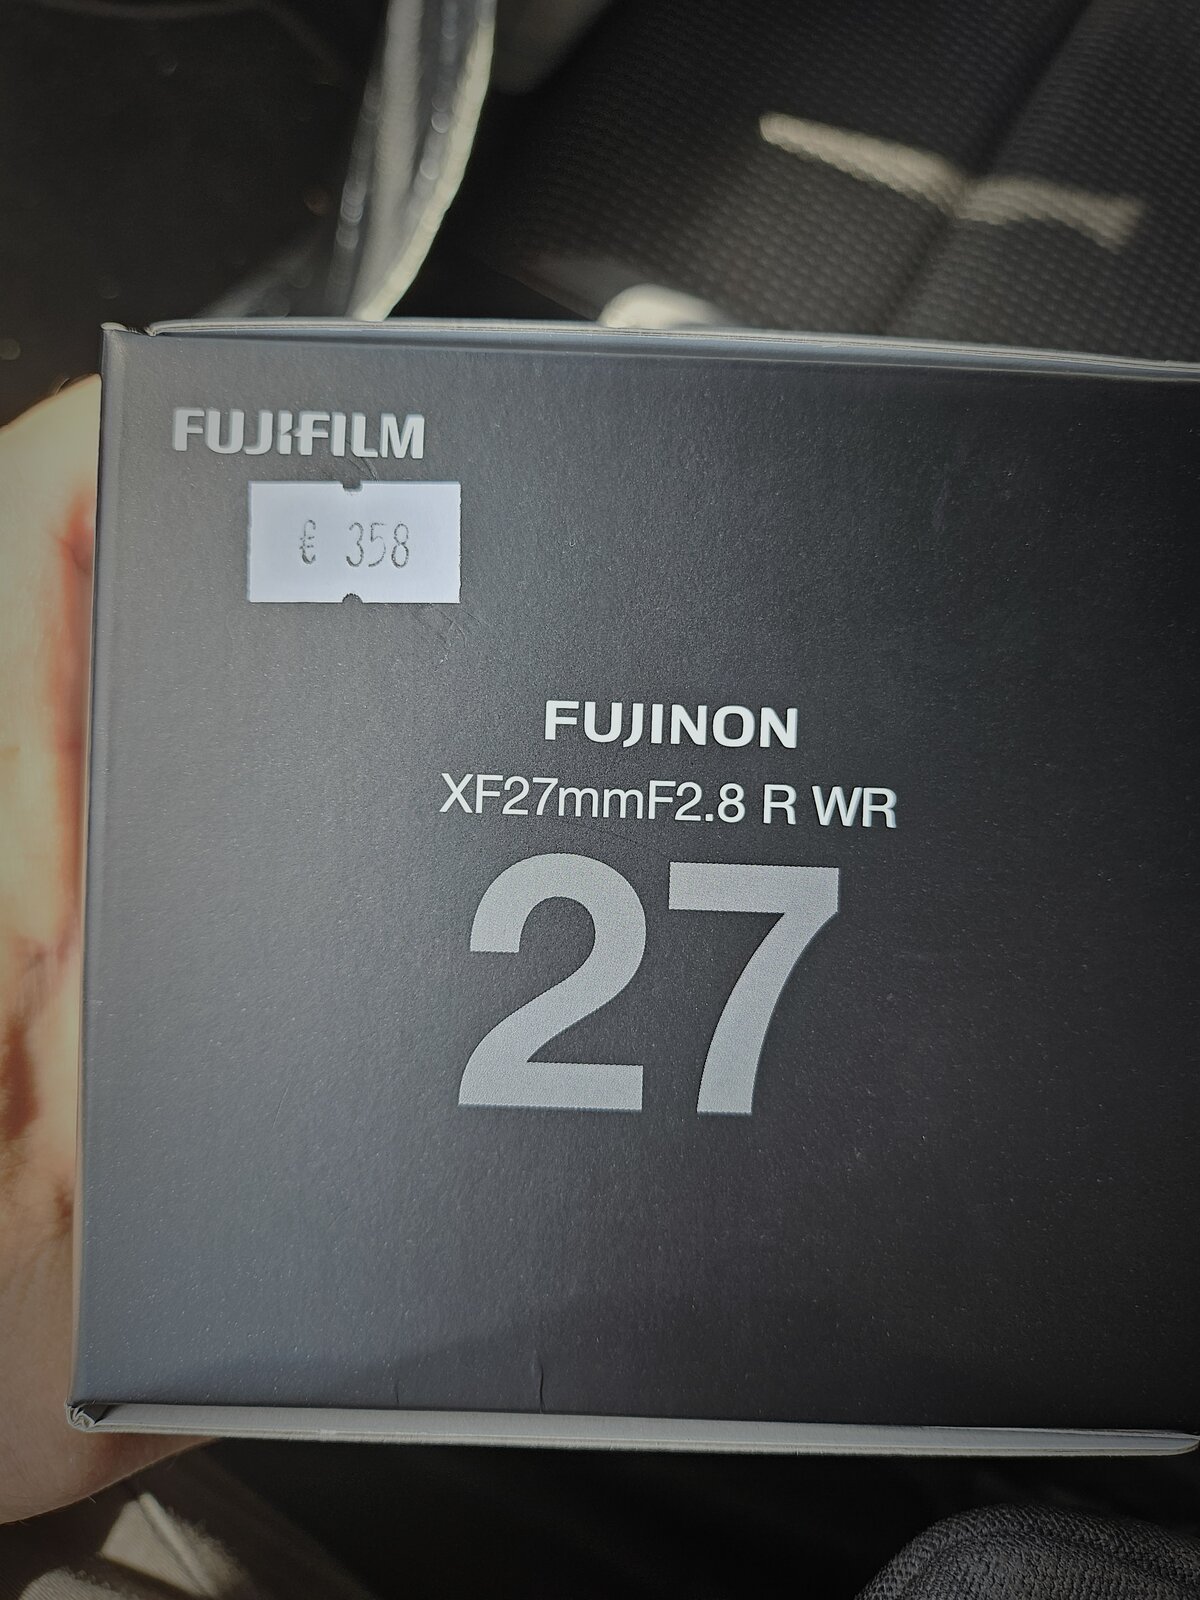 FUJIFILM
€ 358
FUJINON
XF27mmF2.8 R WR
27